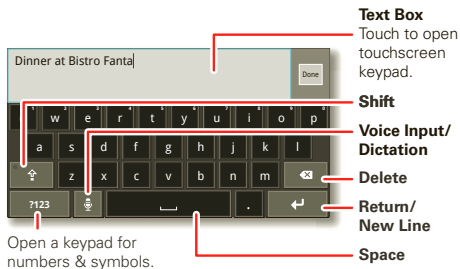 Text Box
Touch to open
touchscreen
keypad.
Dinner at Bistro Fanta
Done
w e r t y u i o p
a s d f g h j k l
z x c v b n m
?123 .
Shift
Voice Input/
Dictation
Delete
Return/
New Line
Space
Open a keypad for
numbers & symbols.